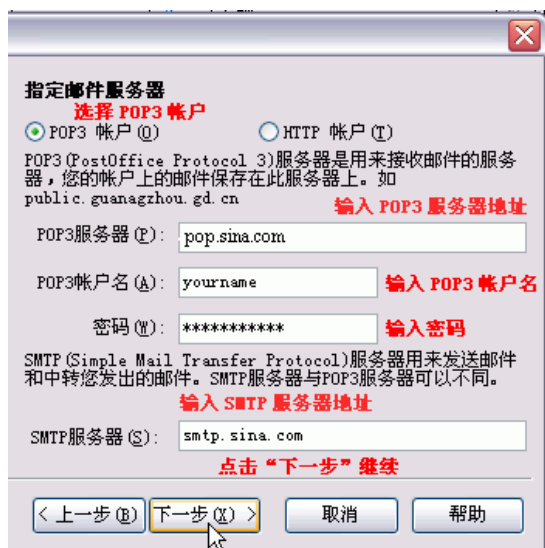 指定邮件服务器
选择 POP3 帐户
POP3 帐户(O)
HTTP 帐户(T)
POP3(PostOffice Protocol 3)服务器是用来接收邮件的服务
器，您的帐户上的邮件保存在此服务器上。如
public.guanagzhou.gd.cn
输入 POP3 服务器地址
POP3服务器(P): pop.sina.com
POP3帐户名(A): yourname 输入 POP3 帐户名
密码(W): *********** 输入密码
SMTP(Simple Mail Transfer Protocol)服务器用来发送邮件
和中转您发出的邮件。SMTP服务器与POP3服务器可以不同。
输入 SMTP 服务器地址
SMTP服务器(S): smtp.sina.com
点击“下一步”继续
< 上一步(B) 下一步(X) > 取消 帮助